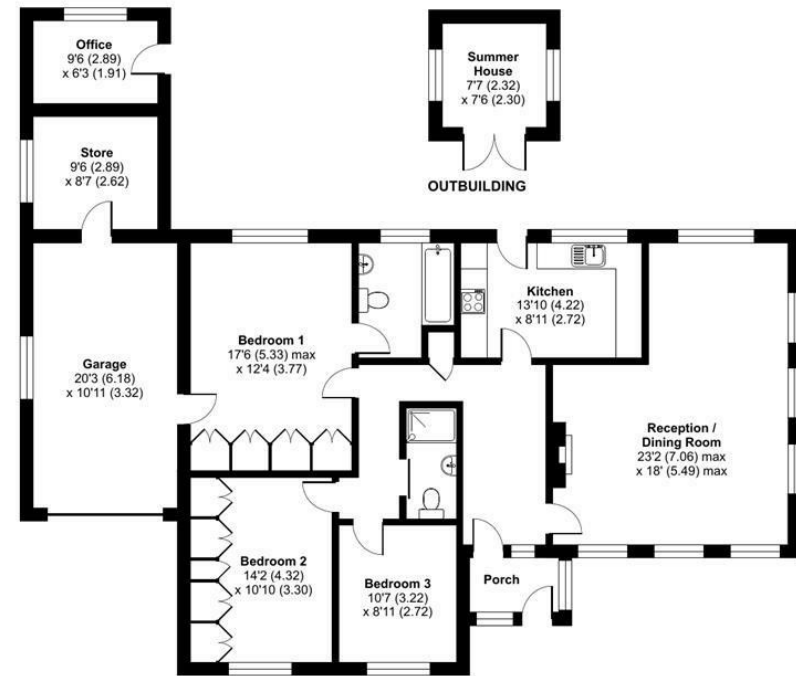 Office
9'6 (2.89)
x 6'3 (1.91)
Summer
House
7'7 (2.32)
x 7'6 (2.30)
Store
9'6 (2.89)
x 8'7 (2.62)
OUTBUILDING
Kitchen
13'10 (4.22)
x 8'11 (2.72)
Bedroom 1
17'6 (5.33) max
x 12'4 (3.77)
Garage
20'3 (6.18)
x 10'11 (3.32)
Reception /
Dining Room
23'2 (7.06) max
x 18' (5.49) max
Bedroom 2
14'2 (4.32)
x 10'10 (3.30)
Bedroom 3
10'7 (3.22)
x 8'11 (2.72)
Porch